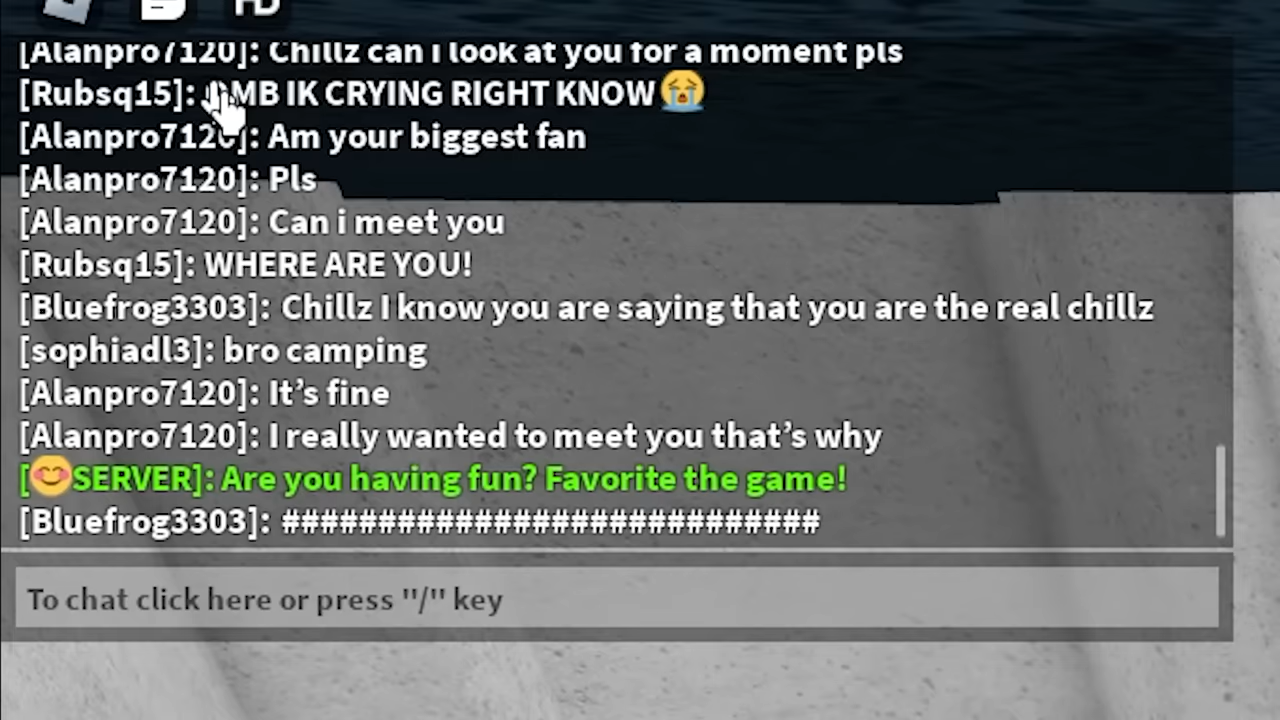 HD
[Alanpro7120]: Chillz can i look at you for a moment pls
[Rubsq15]: OMB IK CRYING RIGHT KNOW😭
[Alanpro7120]: Am your biggest fan
[Alanpro7120]: Pls
[Alanpro7120]: Can i meet you
[Rubsq15]: WHERE ARE YOU!
[Bluefrog3303]: Chillz I know you are saying that you are the real chillz
[sophiadl3]: bro camping
[Alanpro7120]: It’s fine
[Alanpro7120]: I really wanted to meet you that’s why
[😊SERVER]: Are you having fun? Favorite the game!
[Bluefrog3303]: ############################
To chat click here or press "/" key